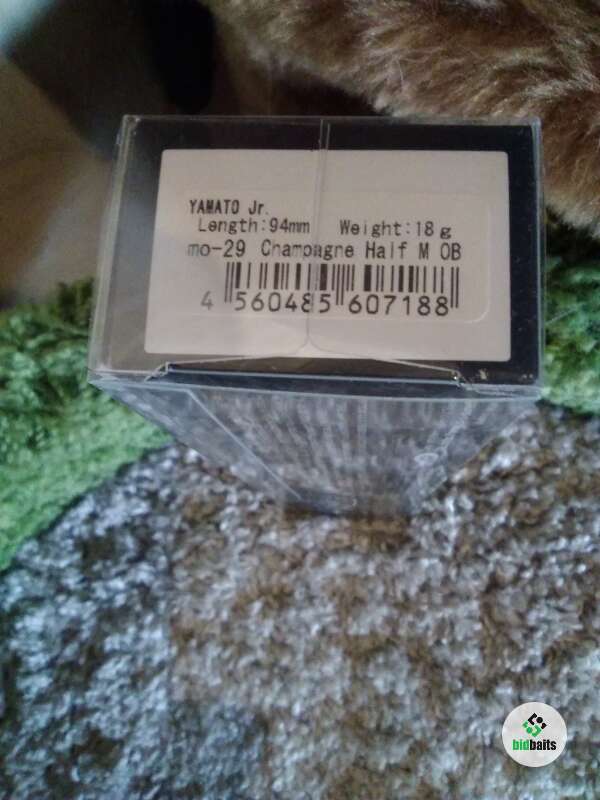 YAMATO Jr.
Length:94mm Weight:18g
mo-29 Champagne Half M OB
4 560485 607188
bidbaits